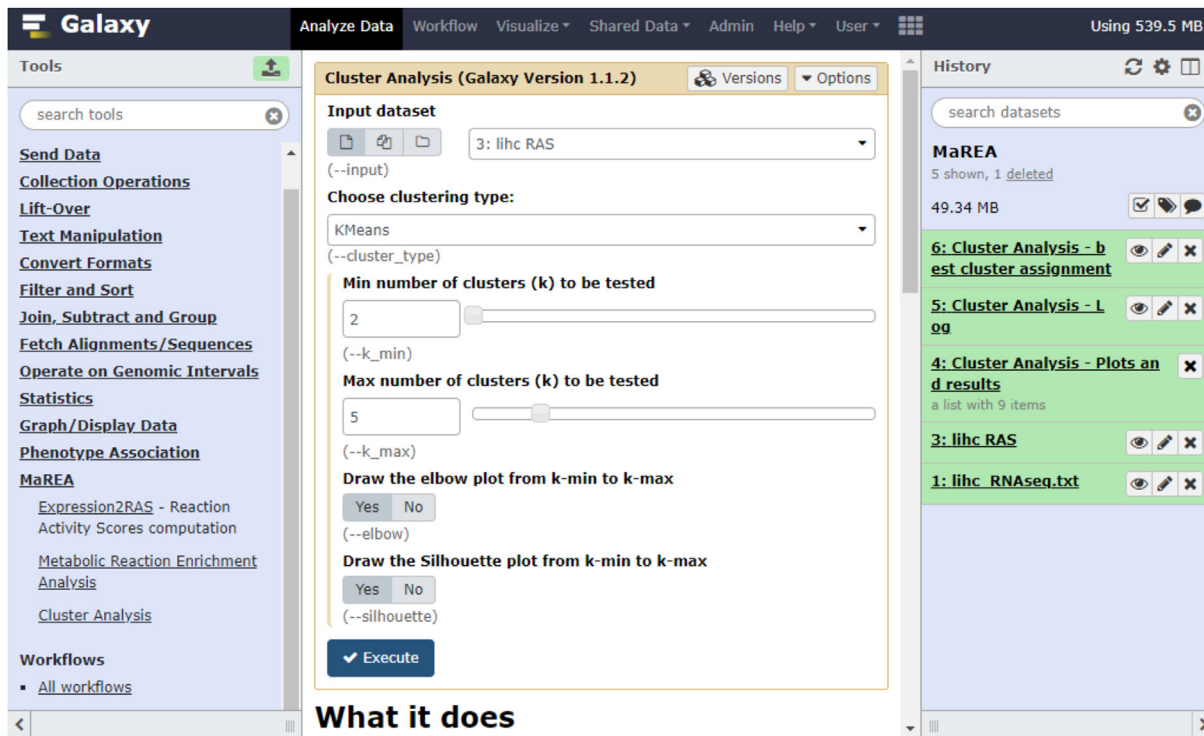 Galaxy
Analyze Data Workflow Visualize Shared Data Admin Help User
Using 539.5 MB
Tools
search tools
Send Data
Collection Operations
Lift-Over
Text Manipulation
Convert Formats
Filter and Sort
Join, Subtract and Group
Fetch Alignments/Sequences
Operate on Genomic Intervals
Statistics
Graph/Display Data
Phenotype Association
MaREA
Expression2RAS - Reaction
Activity Scores computation
Metabolic Reaction Enrichment
Analysis
Cluster Analysis
Workflows
All workflows
Cluster Analysis (Galaxy Version 1.1.2)
Versions
Options
Input dataset
3: lihc RAS
(--input)
Choose clustering type:
KMeans
(--cluster_type)
Min number of clusters (k) to be tested
2
(--k_min)
Max number of clusters (k) to be tested
5
(--k_max)
Draw the elbow plot from k-min to k-max
Yes No
(--elbow)
Draw the Silhouette plot from k-min to k-max
Yes No
(--silhouette)
Execute
What it does
History
search datasets
MaREA
5 shown, 1 deleted
49.34 MB
6: Cluster Analysis - b
est cluster assignment
5: Cluster Analysis - L
og
4: Cluster Analysis - Plots an
d results
a list with 9 items
3: lihc RAS
1: lihc_RNAseq.txt